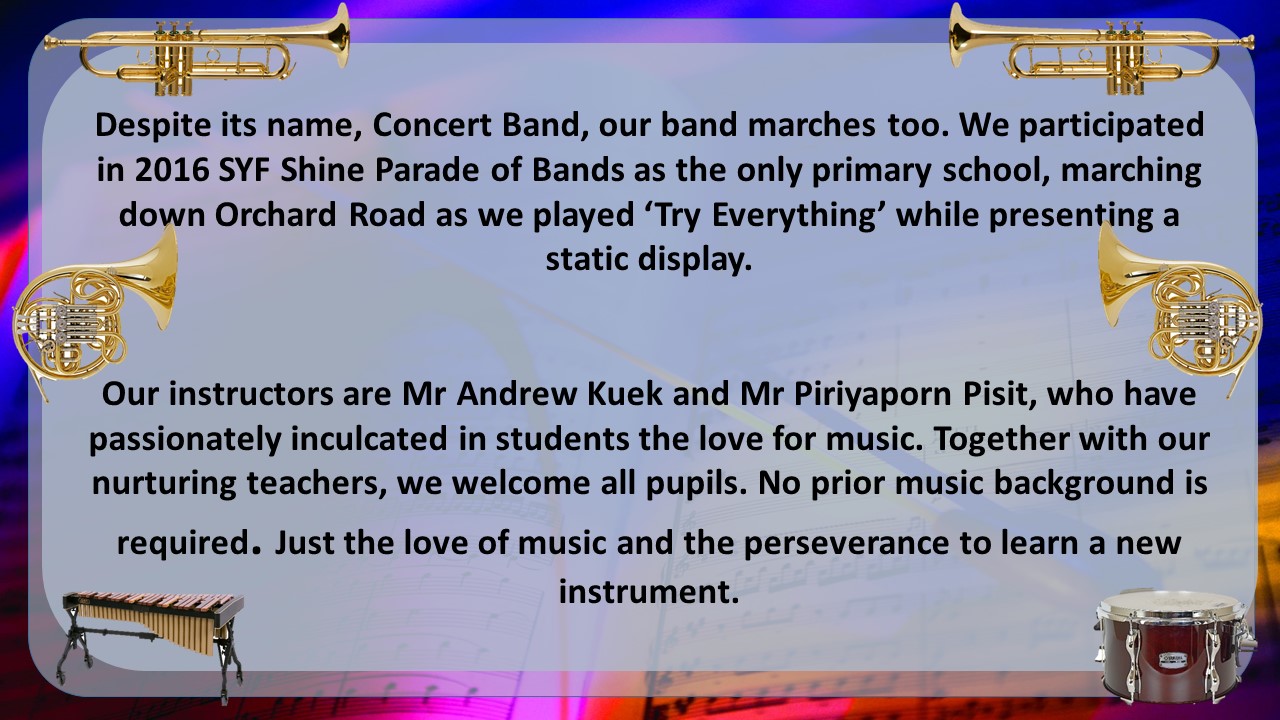 Despite its name, Concert Band, our band marches too. We participated
in 2016 SYF Shine Parade of Bands as the only primary school, marching
down Orchard Road as we played ‘Try Everything’ while presenting a
static display.
Our instructors are Mr Andrew Kuek and Mr Piriyaporn Pisit, who have
passionately inculcated in students the love for music. Together with our
nurturing teachers, we welcome all pupils. No prior music background is
required. Just the love of music and the perseverance to learn a new
instrument.